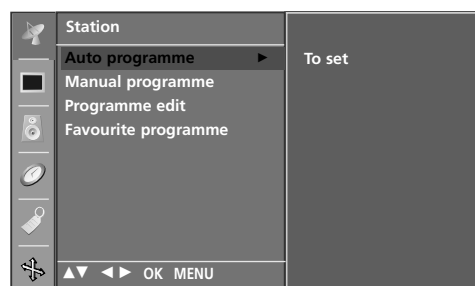 Station
Auto programme ► To set
Manual programme
Programme edit
Favourite programme
▲▼ ◄► OK MENU